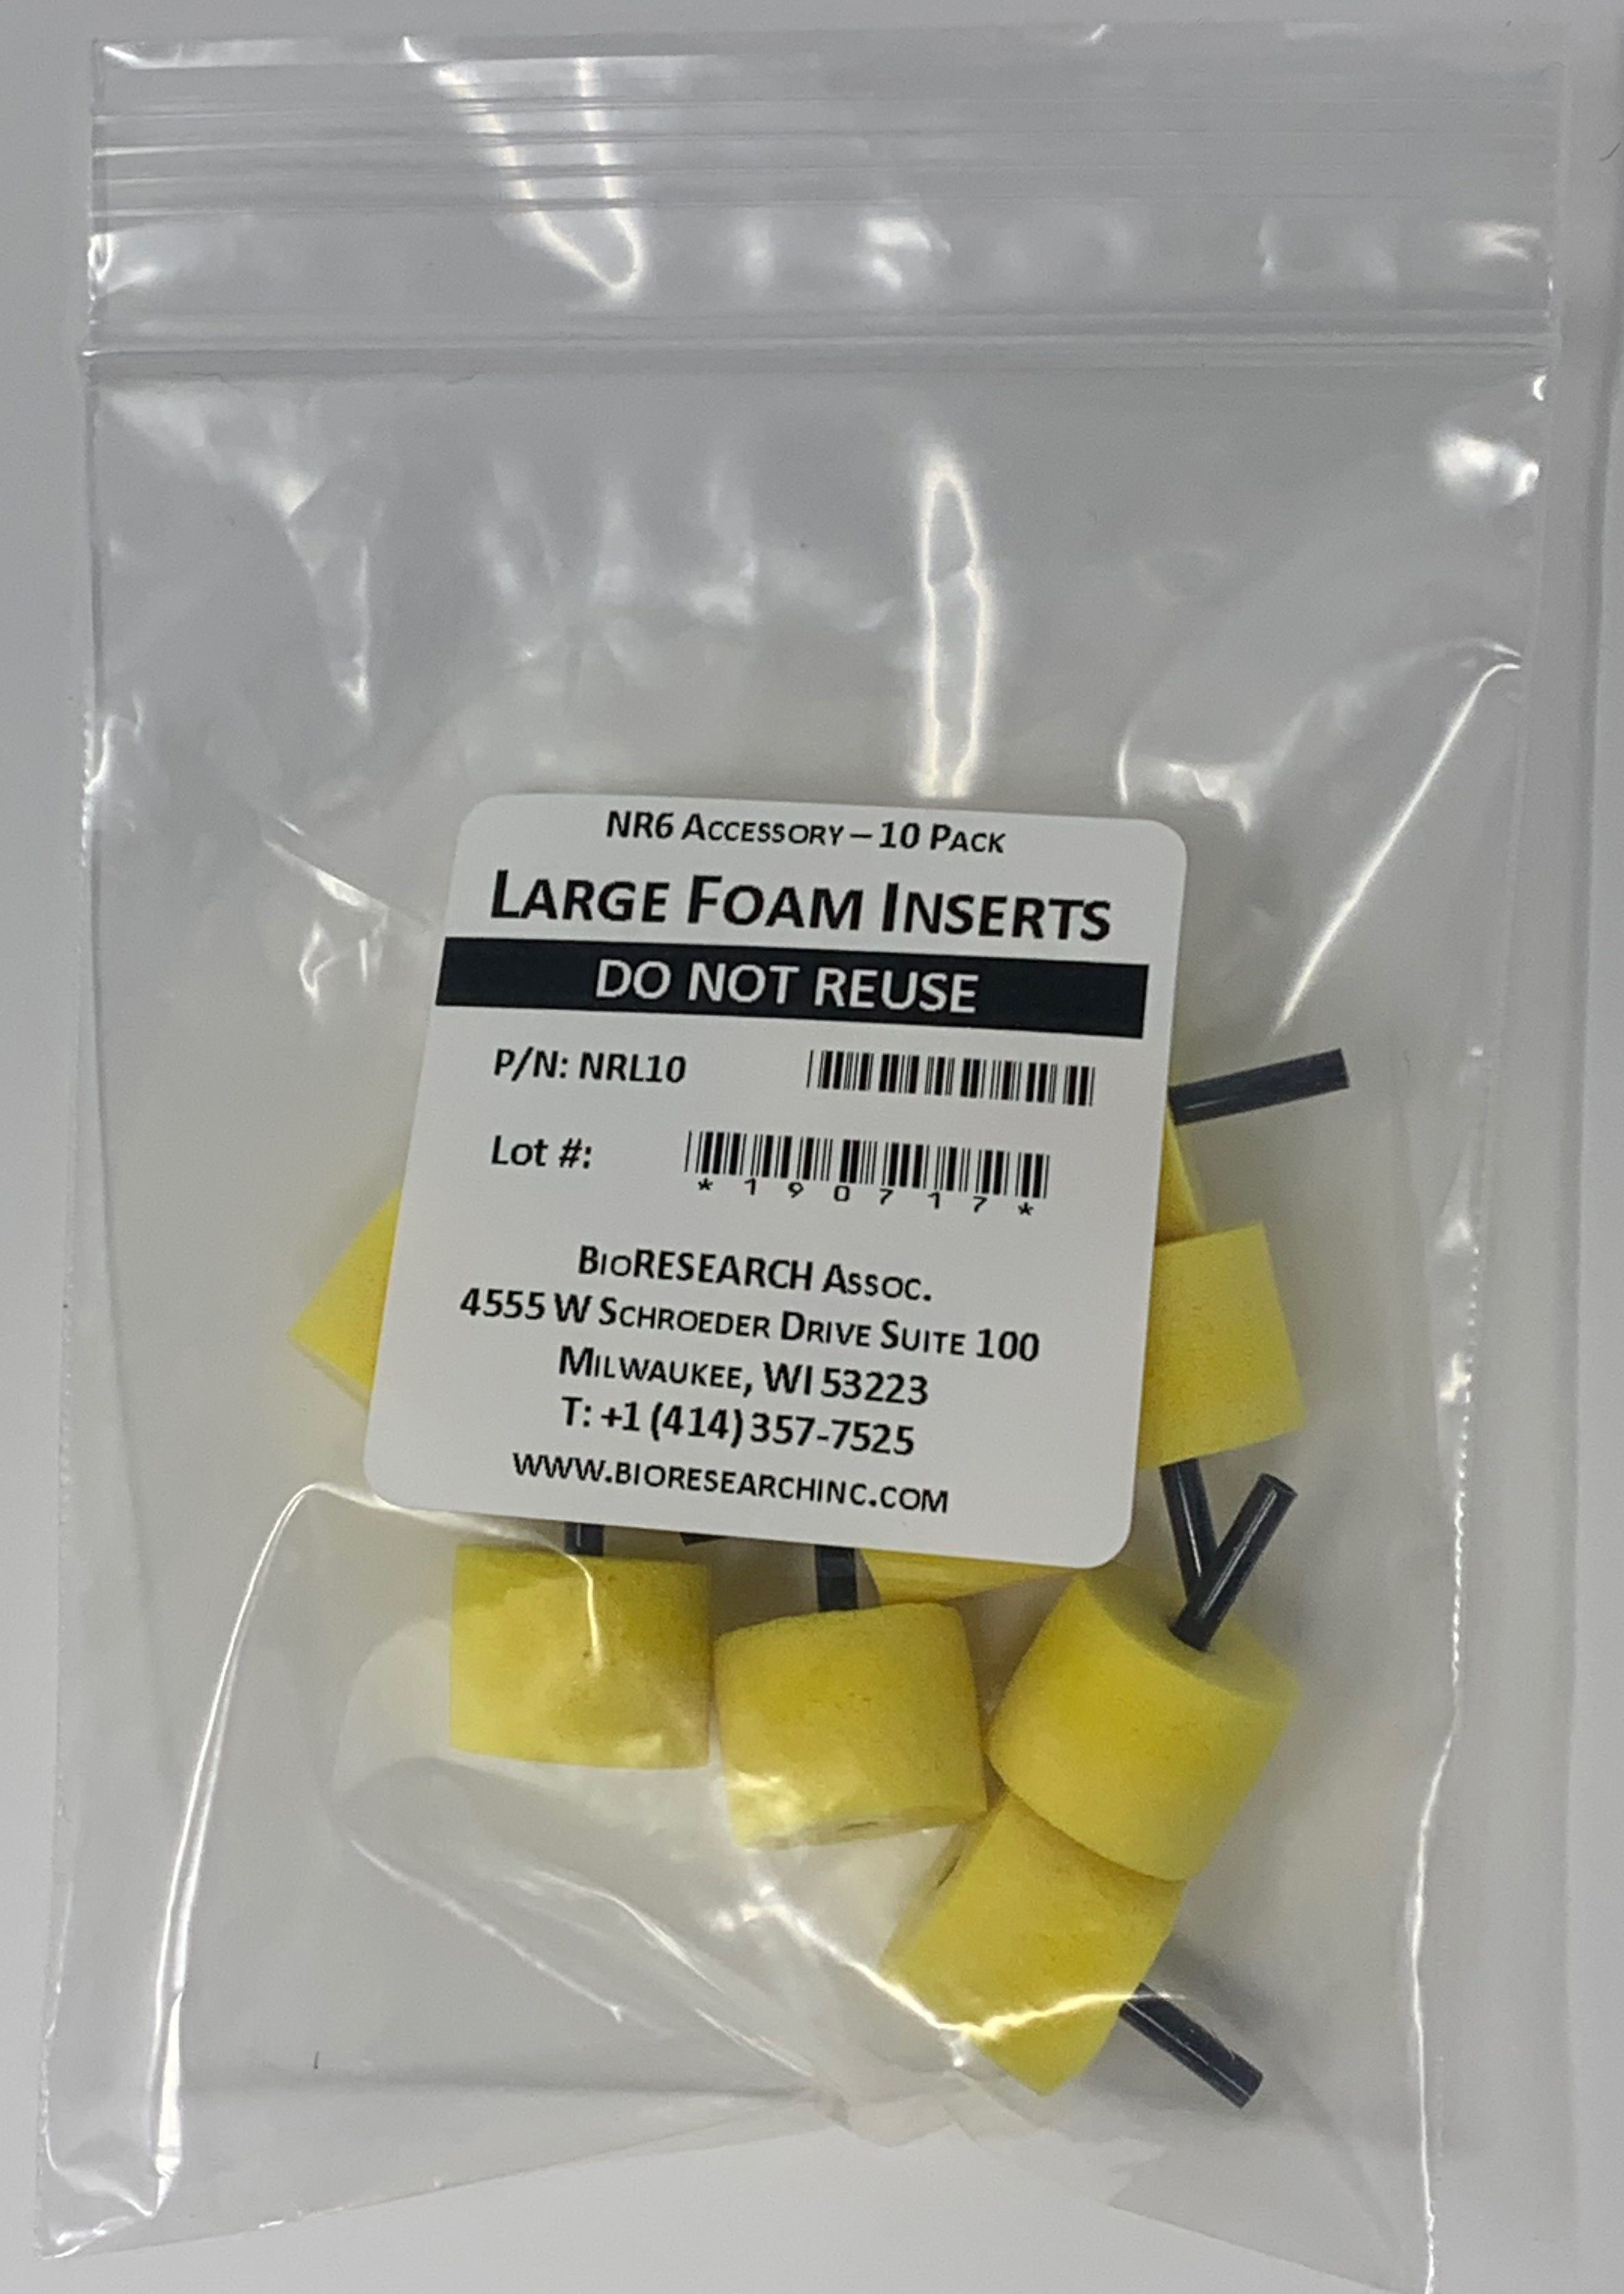 NR6 ACCESSORY – 10 PACK
LARGE FOAM INSERTS
DO NOT REUSE
P/N: NRL10
Lot #:
*190717*
BIORESEARCH ASSOC.
4555 W SCHROEDER DRIVE SUITE 100
MILWAUKEE, WI 53223
T: +1 (414) 357-7525
WWW.BIORESEARCHINC.COM